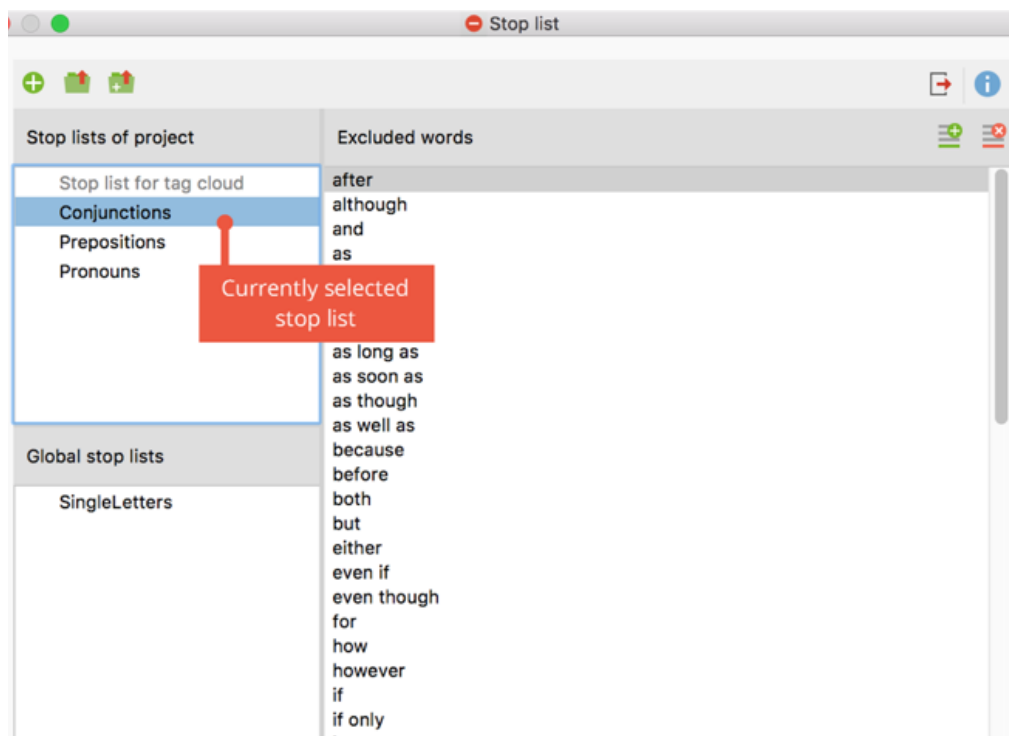 Stop list
Stop lists of project
Excluded words
Stop list for tag cloud
Conjunctions
Prepositions
Pronouns
Currently selected
stop list
Global stop lists
SingleLetters
after
although
and
as
as long as
as soon as
as though
as well as
because
before
both
but
either
even if
even though
for
how
however
if
if only